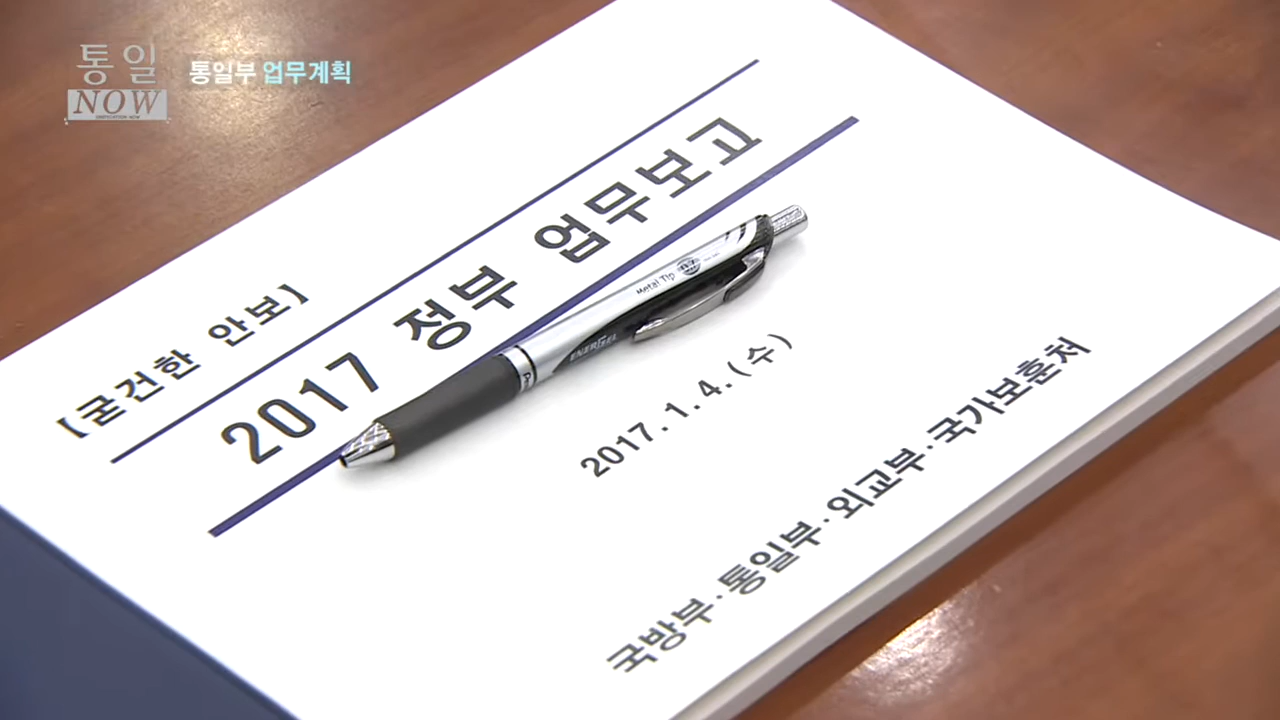 통일
NOW
통일부 업무계획
【굳건한 안보】
2017 정부 업무보고
Metal Tip
ENERGEL
2017. 1. 4. (수)
국방부·통일부·외교부·국가보훈처